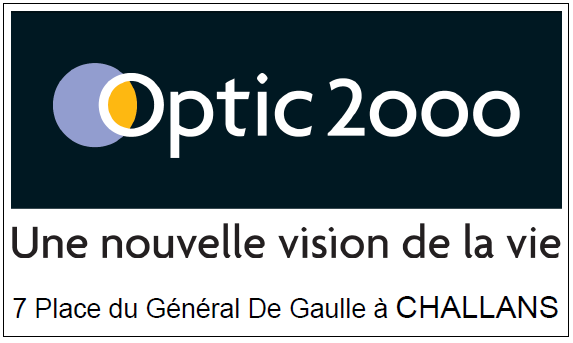 Optic 2000
Une nouvelle vision de la vie
7 Place du Général De Gaulle à CHALLANS